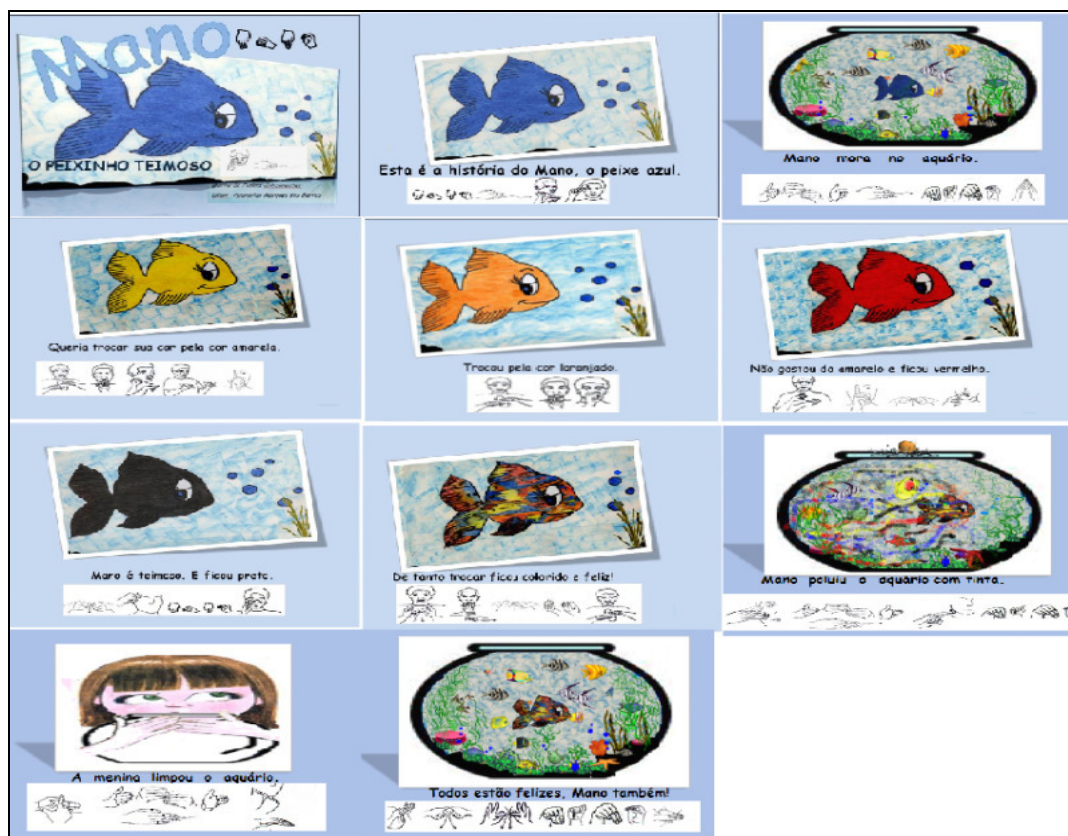 Mano
O PEIXINHO TEIMOSO
Esta é a história do Mano, o peixe azul.
Mano mora no aquário.
Queria trocar sua cor pela cor amarela.
Trocou pela cor laranjado.
Não gostou do amarelo e ficou vermelho.
Mano é teimoso. E ficou preto.
De tanto trocar ficou colorido e feliz!
Mano poluiu o aquário com tinta.
A menina limpou o aquário.
Todos estão felizes, Mano também!